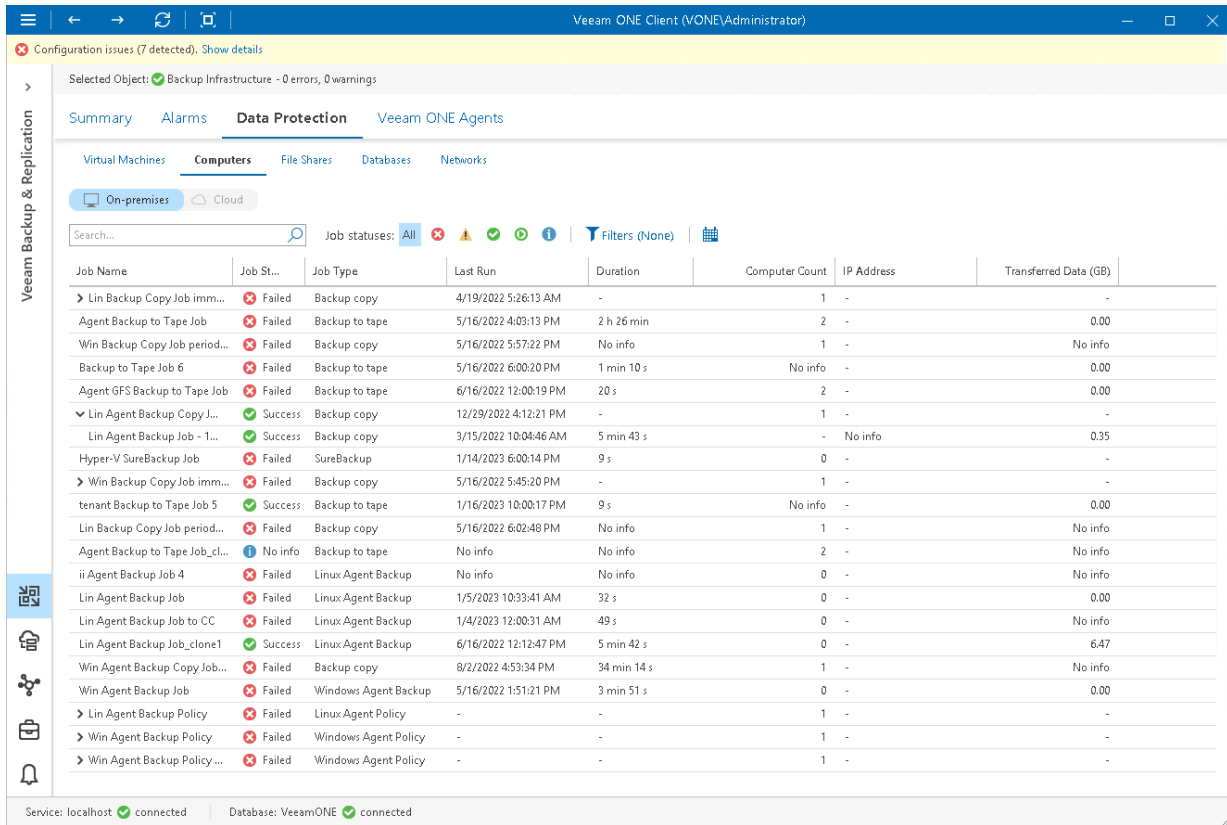 Veeam ONE Client (VONE\Administrator)
Configuration issues (7 detected). Show details
Selected Object: Backup Infrastructure - 0 errors, 0 warnings
Veeam Backup & Replication
Summary Alarms Data Protection Veeam ONE Agents
Virtual Machines Computers File Shares Databases Networks
On-premises Cloud
Search... Job statuses: All Filters (None)
Job Name Job St... Job Type Last Run Duration Computer Count IP Address Transferred Data (GB)
Lin Backup Copy Job imm... Failed Backup copy 4/19/2022 5:26:13 AM - 1 - -
Agent Backup to Tape Job Failed Backup to tape 5/16/2022 4:03:13 PM 2 h 26 min 2 - 0.00
Win Backup Copy Job period... Failed Backup copy 5/16/2022 5:57:22 PM No info 1 - No info
Backup to Tape Job 6 Failed Backup to tape 5/16/2022 6:00:20 PM 1 min 10 s No info - 0.00
Agent GFS Backup to Tape Job Failed Backup to tape 6/16/2022 12:00:19 PM 20 s 2 - 0.00
Lin Agent Backup Copy J... Success Backup copy 12/29/2022 4:12:21 PM - 1 - -
Lin Agent Backup Job - 1... Success Backup copy 3/15/2022 10:04:46 AM 5 min 43 s - No info 0.35
Hyper-V SureBackup Job Failed SureBackup 1/14/2023 6:00:14 PM 9 s 0 - -
Win Backup Copy Job imm... Failed Backup copy 5/16/2022 5:45:20 PM - 1 - -
tenant Backup to Tape Job 5 Success Backup to tape 1/16/2023 10:00:17 PM 9 s No info - 0.00
Lin Backup Copy Job period... Failed Backup copy 5/16/2022 6:02:48 PM No info 1 - No info
Agent Backup to Tape Job_cl... No info Backup to tape No info No info 2 - No info
ii Agent Backup Job 4 Failed Linux Agent Backup No info No info 0 - No info
Lin Agent Backup Job Failed Linux Agent Backup 1/5/2023 10:33:41 AM 32 s 0 - 0.00
Lin Agent Backup Job to CC Failed Linux Agent Backup 1/4/2023 12:00:31 AM 49 s 0 - No info
Lin Agent Backup Job_clone1 Success Linux Agent Backup 6/16/2022 12:12:47 PM 5 min 42 s 0 - 6.47
Win Agent Backup Copy Job... Failed Backup copy 8/2/2022 4:53:34 PM 34 min 14 s 1 - No info
Win Agent Backup Job Failed Windows Agent Backup 5/16/2022 1:51:21 PM 3 min 51 s 0 - 0.00
Lin Agent Backup Policy Failed Linux Agent Policy - - 1 - -
Win Agent Backup Policy Failed Windows Agent Policy - - 1 - -
Win Agent Backup Policy ... Failed Windows Agent Policy - - 1 - -
Service: localhost connected Database: VeeamONE connected